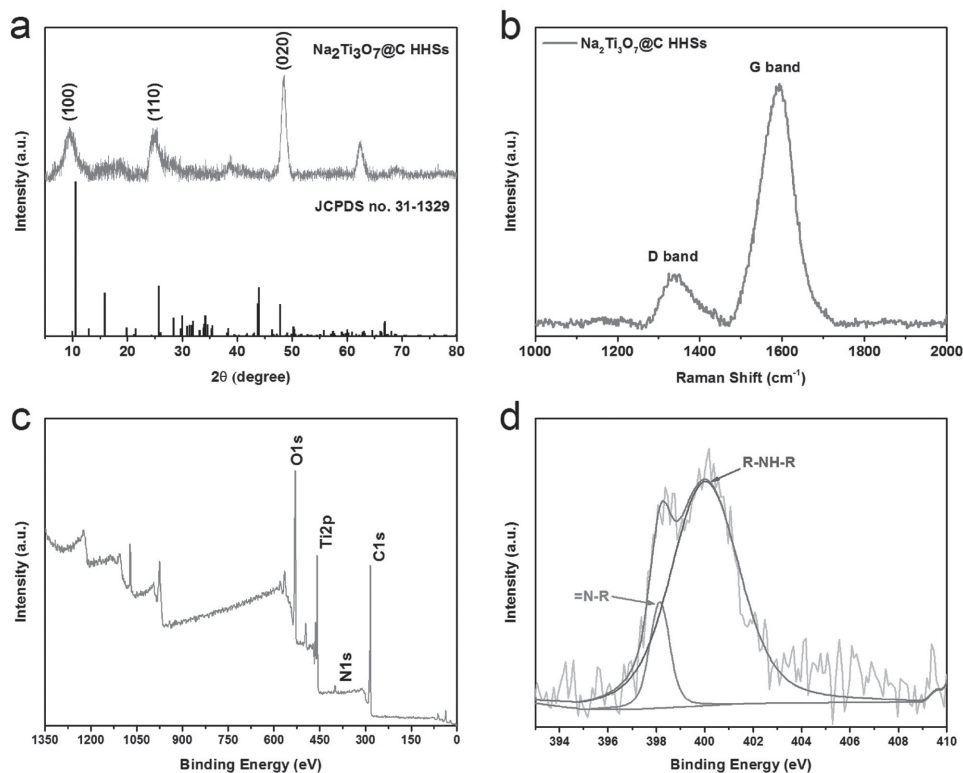 a
Na2Ti3O7@C HHSs
(100)
(110)
(020)
JCPDS no. 31-1329
Intensity (a.u.)
10 20 30 40 50 60 70 80
2θ (degree)
b
Na2Ti3O7@C HHSs
G band
D band
Intensity (a.u.)
1000 1200 1400 1600 1800 2000
Raman Shift (cm-1)
c
O1s
Ti2p
C1s
N1s
Intensity (a.u.)
1350 1200 1050 900 750 600 450 300 150 0
Binding Energy (eV)
d
R-NH-R
=N-R
Intensity (a.u.)
394 396 398 400 402 404 406 408 410
Binding Energy (eV)